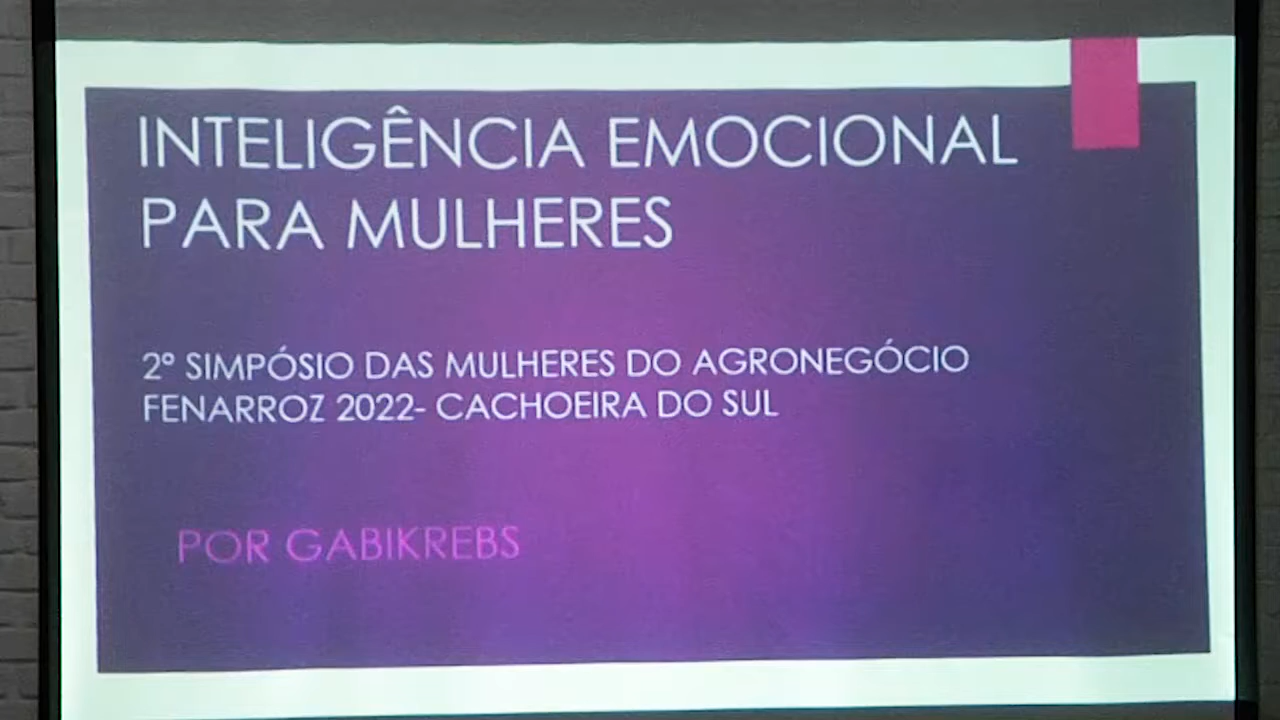 INTELIGÊNCIA EMOCIONAL
PARA MULHERES
2º SIMPÓSIO DAS MULHERES DO AGRONEGÓCIO
FENARROZ 2022- CACHOEIRA DO SUL
POR GABIKREBS